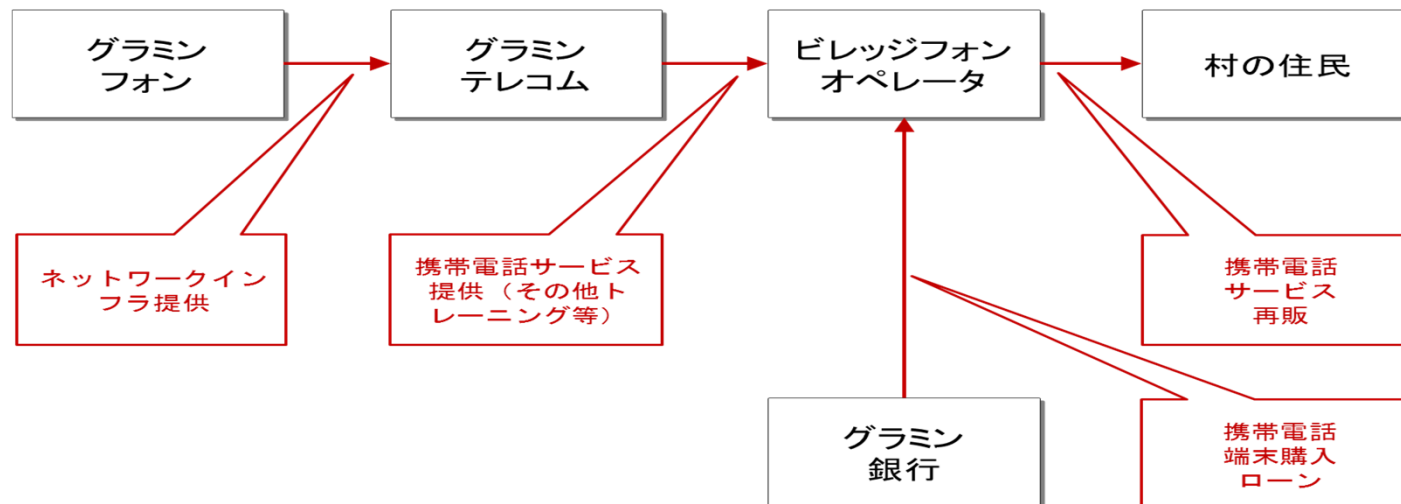 グラミン
フォン
グラミン
テレコム
ビレッジフォン
オペレータ
村の住民
ネットワークイン
フラ提供
携帯電話サービス
提供（その他ト
レーニング等）
携帯電話
サービス
再販
グラミン
銀行
携帯電話
端末購入
ローン